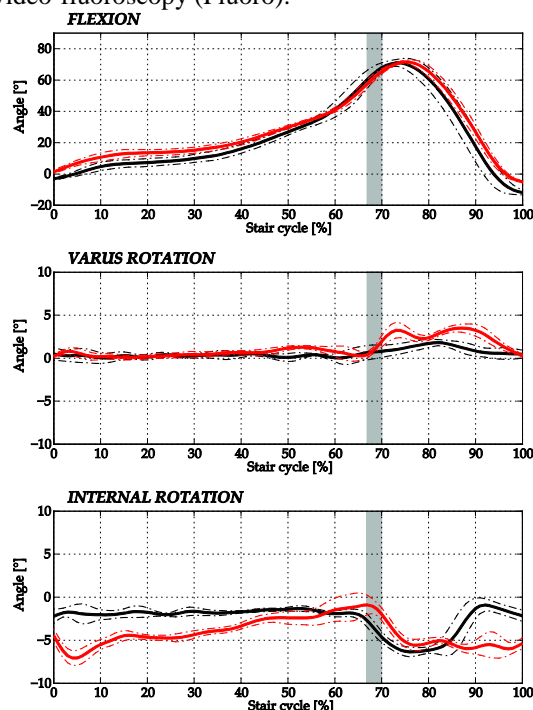 video-fluoroscopy (Fluoro).
FLEXION
Angle [°]
80
60
40
20
0
−20
0 10 20 30 40 50 60 70 80 90 100
Stair cycle [%]
VARUS ROTATION
Angle [°]
10
5
0
−5
−10
0 10 20 30 40 50 60 70 80 90 100
Stair cycle [%]
INTERNAL ROTATION
Angle [°]
10
5
0
−5
−10
0 10 20 30 40 50 60 70 80 90 100
Stair cycle [%]